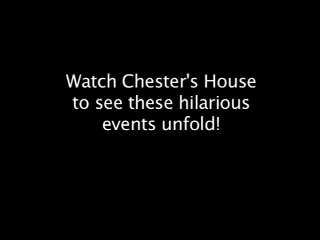 Watch Chester's House
to see these hilarious
events unfold!